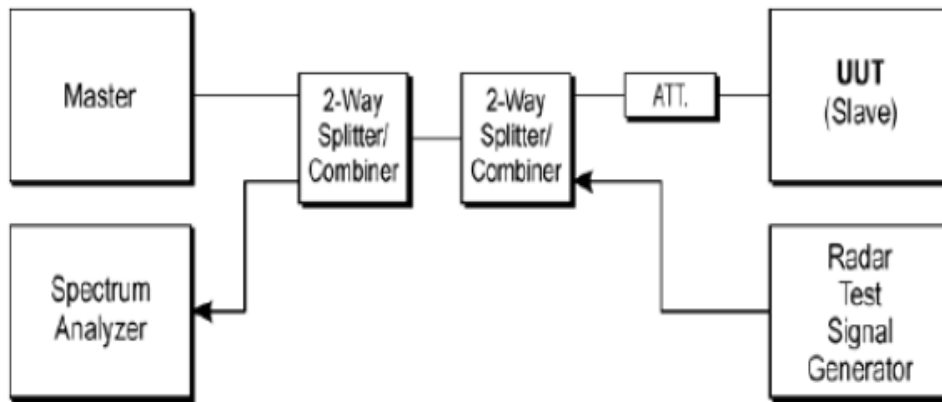 Master
2-Way
Splitter/
Combiner
2-Way
Splitter/
Combiner
ATT.
UUT
(Slave)
Spectrum
Analyzer
Radar
Test
Signal
Generator